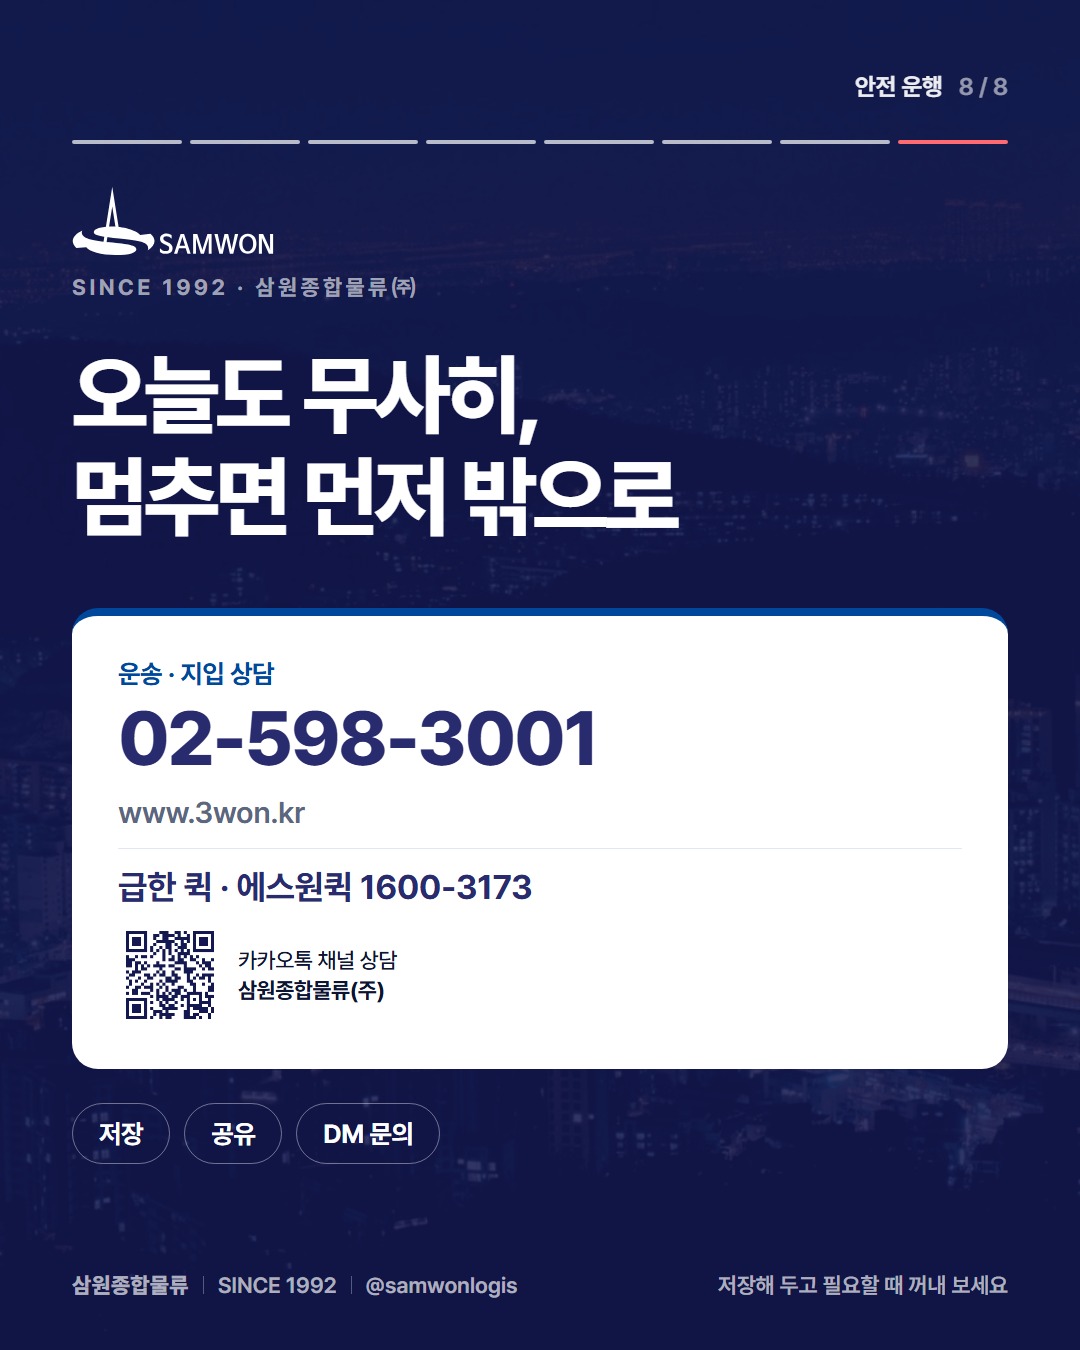 안전 운행 8 / 8
SAMWON
SINCE 1992 · 삼원종합물류㈜
오늘도 무사히,
멈추면 먼저 밖으로
운송 · 지입 상담
02-598-3001
www.3won.kr
급한 퀵 · 에스원퀵 1600-3173
카카오톡 채널 상담
삼원종합물류(주)
저장 공유 DM 문의
삼원종합물류 | SINCE 1992 | @samwonlogis 저장해 두고 필요할 때 꺼내 보세요